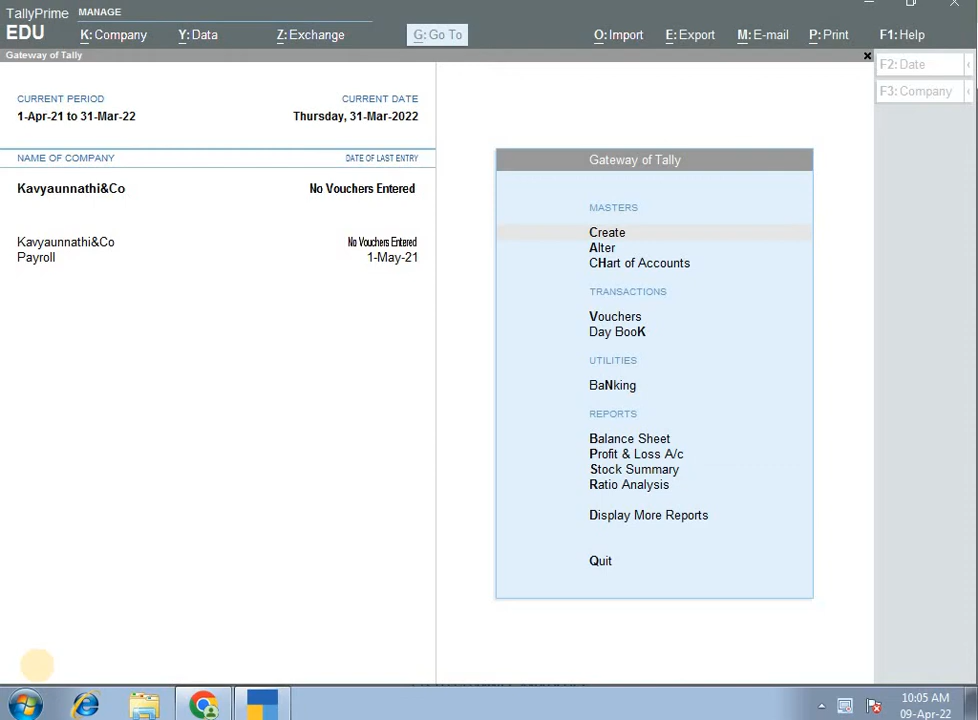 TallyPrime MANAGE
EDU K: Company Y: Data Z: Exchange G: Go To O: Import E: Export M: E-mail P: Print F1: Help
Gateway of Tally
F2: Date
F3: Company
CURRENT PERIOD CURRENT DATE
1-Apr-21 to 31-Mar-22 Thursday, 31-Mar-2022
NAME OF COMPANY DATE OF LAST ENTRY
Kavyaunnathi&Co No Vouchers Entered
Kavyaunnathi&Co No Vouchers Entered
Payroll 1-May-21
Gateway of Tally
MASTERS
Create
Alter
CHart of Accounts
TRANSACTIONS
Vouchers
Day BooK
UTILITIES
BaNking
REPORTS
Balance Sheet
Profit & Loss A/c
Stock Summary
Ratio Analysis
Display More Reports
Quit
10:05 AM
09-Apr-22